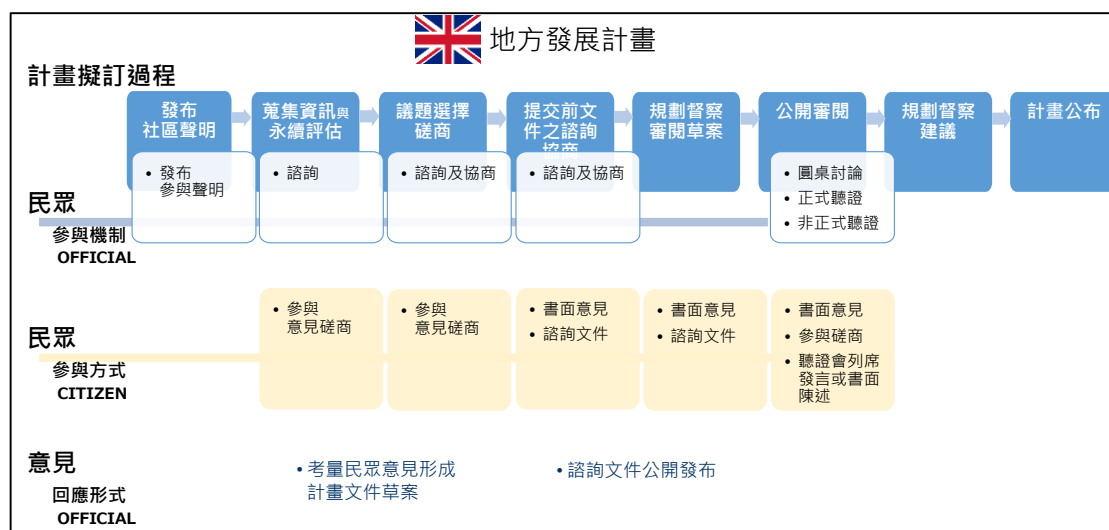 地方發展計畫
計畫擬訂過程
發布
社區聲明
蒐集資訊與
永續評估
議題選擇
磋商
提交前文
件之諮詢
協商
規劃督察
審閱草案
公開審閱
規劃督察
建議
計畫公布
• 發布
參與聲明
• 諮詢
• 諮詢及協商
• 諮詢及協商
• 圓桌討論
• 正式聽證
• 非正式聽證
民眾
參與機制
OFFICIAL
• 參與
意見磋商
• 參與
意見磋商
• 書面意見
• 諮詢文件
• 書面意見
• 諮詢文件
• 書面意見
• 參與磋商
• 聽證會列席
發言或書面
陳述
民眾
參與方式
CITIZEN
意見
回應形式
OFFICIAL
• 考量民眾意見形成
計畫文件草案
• 諮詢文件公開發布